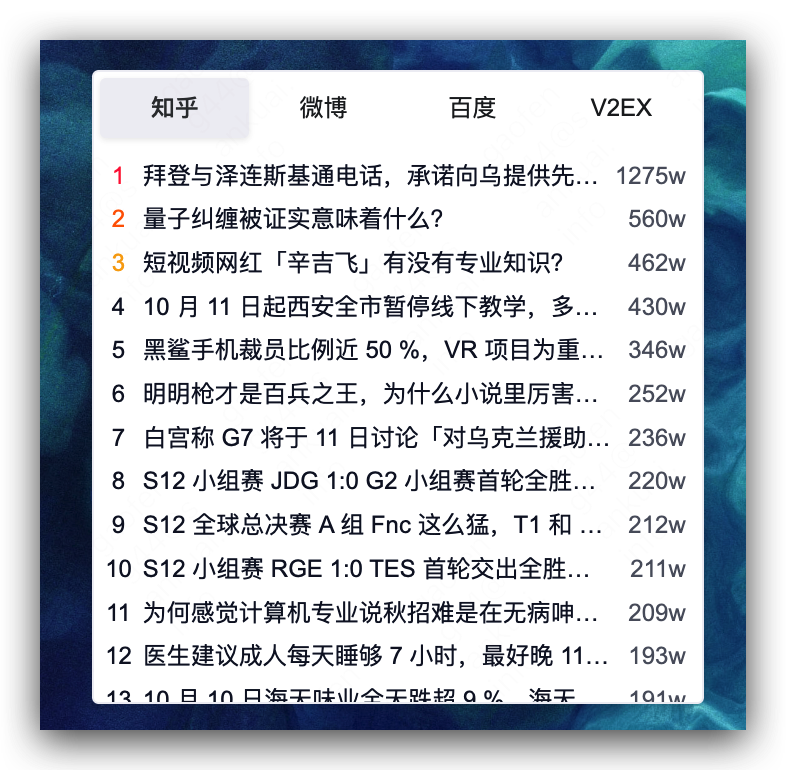 知乎 微博 百度 V2EX
1 拜登与泽连斯基通电话，承诺向乌提供先… 1275w
2 量子纠缠被证实意味着什么？ 560w
3 短视频网红「辛吉飞」有没有专业知识？ 462w
4 10 月 11 日起西安全市暂停线下教学，多… 430w
5 黑鲨手机裁员比例近 50 %，VR 项目为重… 346w
6 明明枪才是百兵之王，为什么小说里厉害… 252w
7 白宫称 G7 将于 11 日讨论「对乌克兰援助… 236w
8 S12 小组赛 JDG 1:0 G2 小组赛首轮全胜… 220w
9 S12 全球总决赛 A 组 Fnc 这么猛，T1 和 … 212w
10 S12 小组赛 RGE 1:0 TES 首轮交出全胜… 211w
11 为何感觉计算机专业说秋招难是在无病呻… 209w
12 医生建议成人每天睡够 7 小时，最好晚 11… 193w
13 10 月 10 日海天味业全天跌超 9 %，海天… 191w